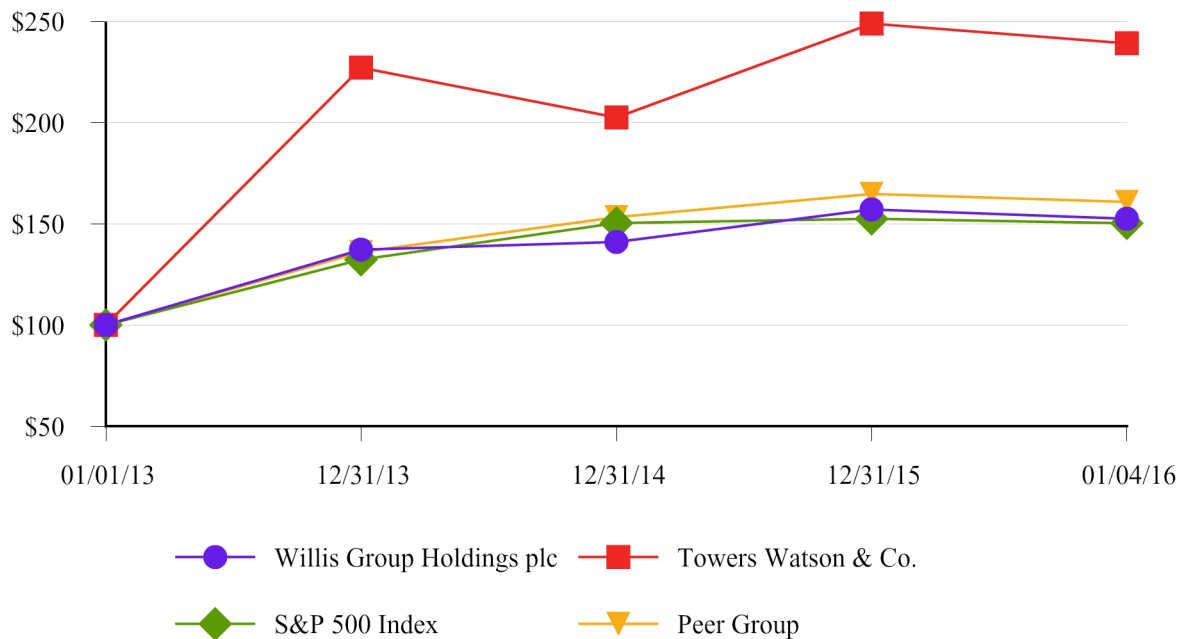 $250
$200
$150
$100
$50
01/01/13 12/31/13 12/31/14 12/31/15 01/04/16
Willis Group Holdings plc Towers Watson & Co.
S&P 500 Index Peer Group